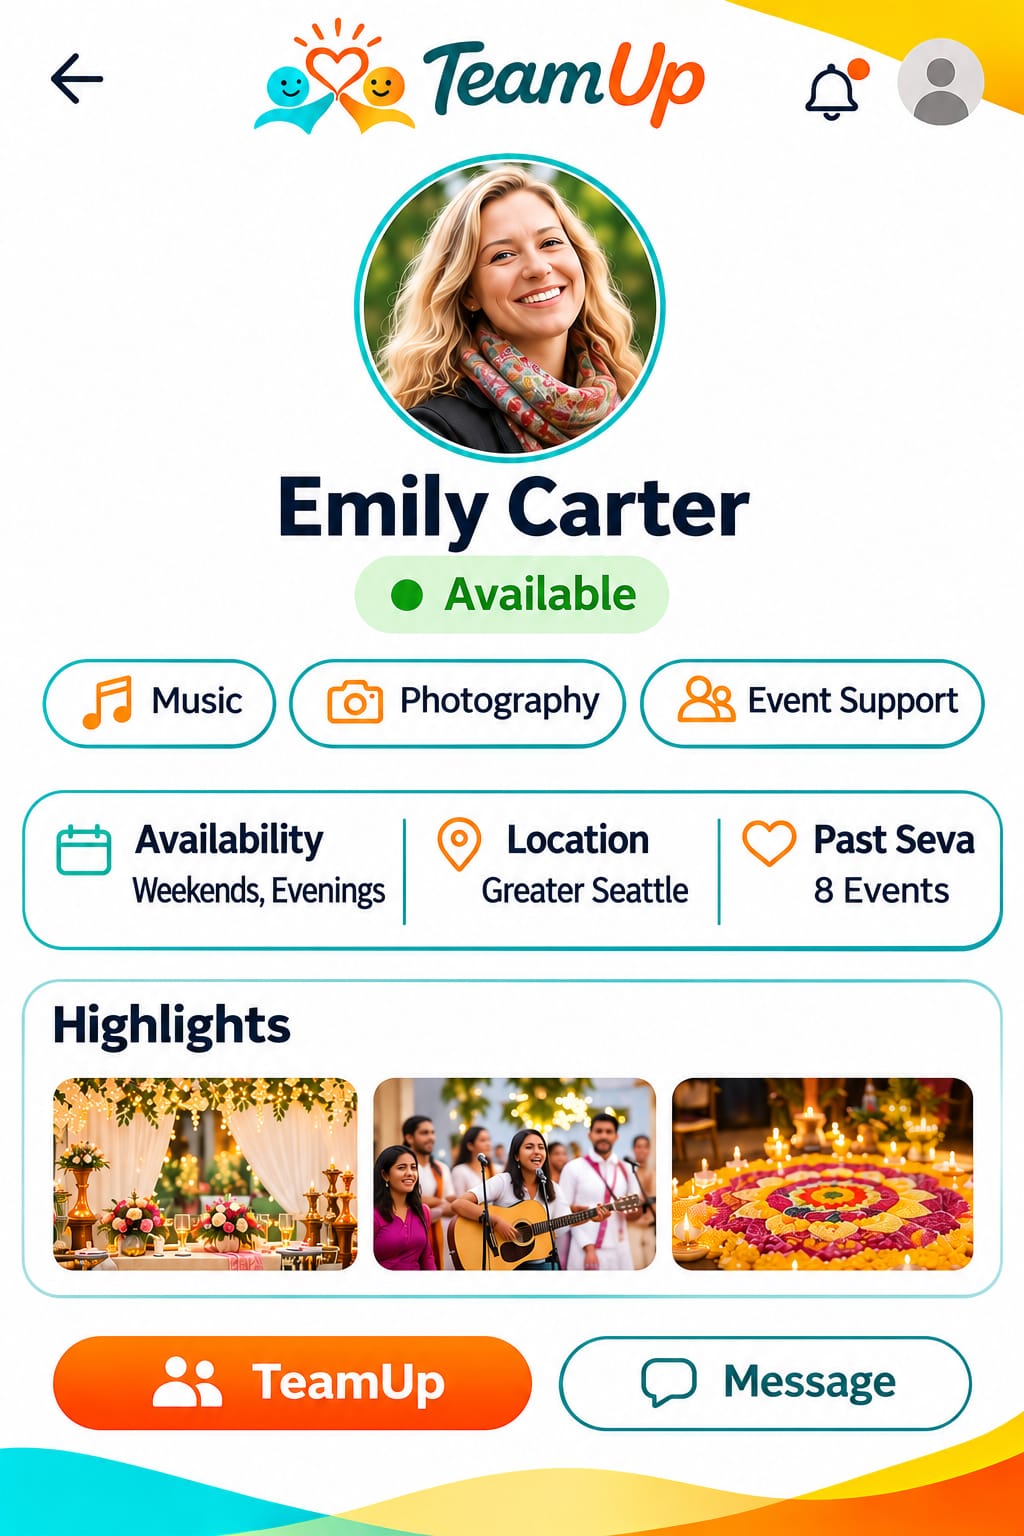 TeamUp
Emily Carter
Available
Music
Photography
Event Support
Availability
Weekends, Evenings
Location
Greater Seattle
Past Seva
8 Events
Highlights
TeamUp
Message